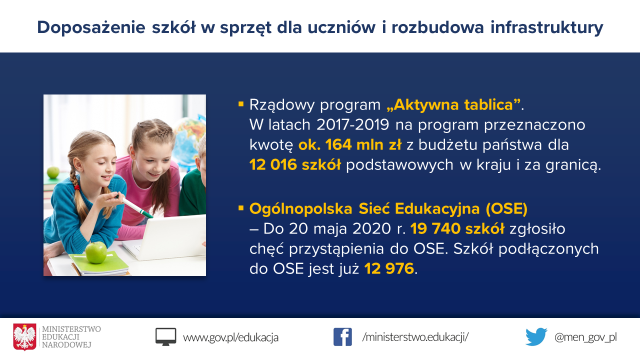 Doposażenie szkół w sprzęt dla uczniów i rozbudowa infrastruktury
▪ Rządowy program „Aktywna tablica”.
W latach 2017-2019 na program przeznaczono
kwotę ok. 164 mln zł z budżetu państwa dla
12 016 szkół podstawowych w kraju i za granicą.
▪ Ogólnopolska Sieć Edukacyjna (OSE)
– Do 20 maja 2020 r. 19 740 szkół zgłosiło
chęć przystąpienia do OSE. Szkół podłączonych
do OSE jest już 12 976.
MINISTERSTWO
EDUKACJI
NARODOWEJ
www.gov.pl/edukacja
/ministerstwo.edukacji/
@men_gov_pl